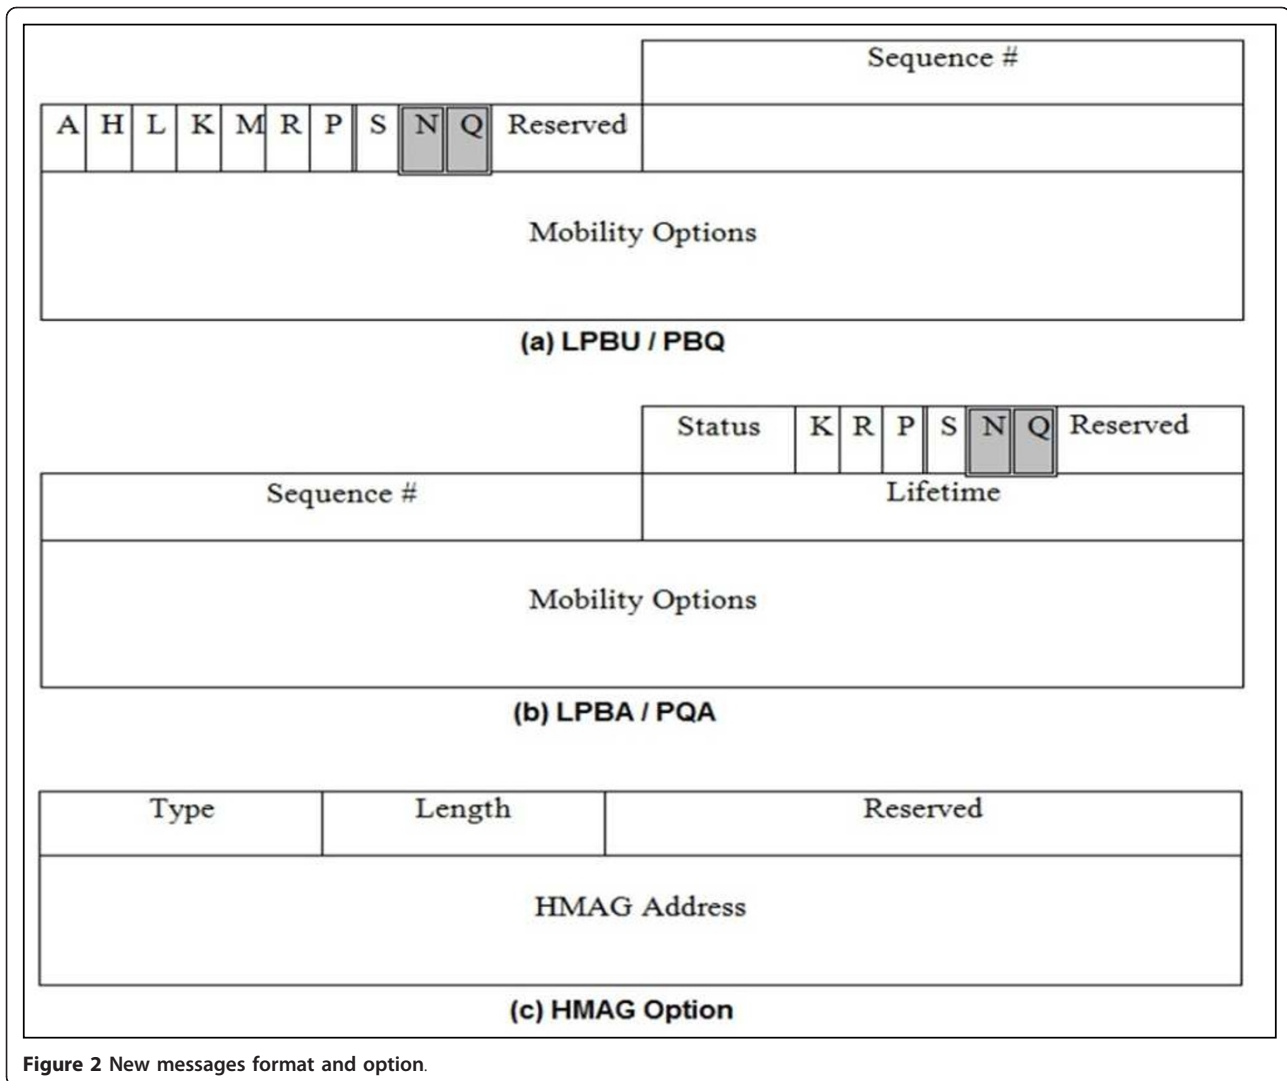 Sequence #
A H L K M R P S N Q Reserved
Mobility Options
(a) LPBU / PBQ
Status K R P S N Q Reserved
Sequence # Lifetime
Mobility Options
(b) LPBA / PQA
Type Length Reserved
HMAG Address
(c) HMAG Option
Figure 2 New messages format and option.